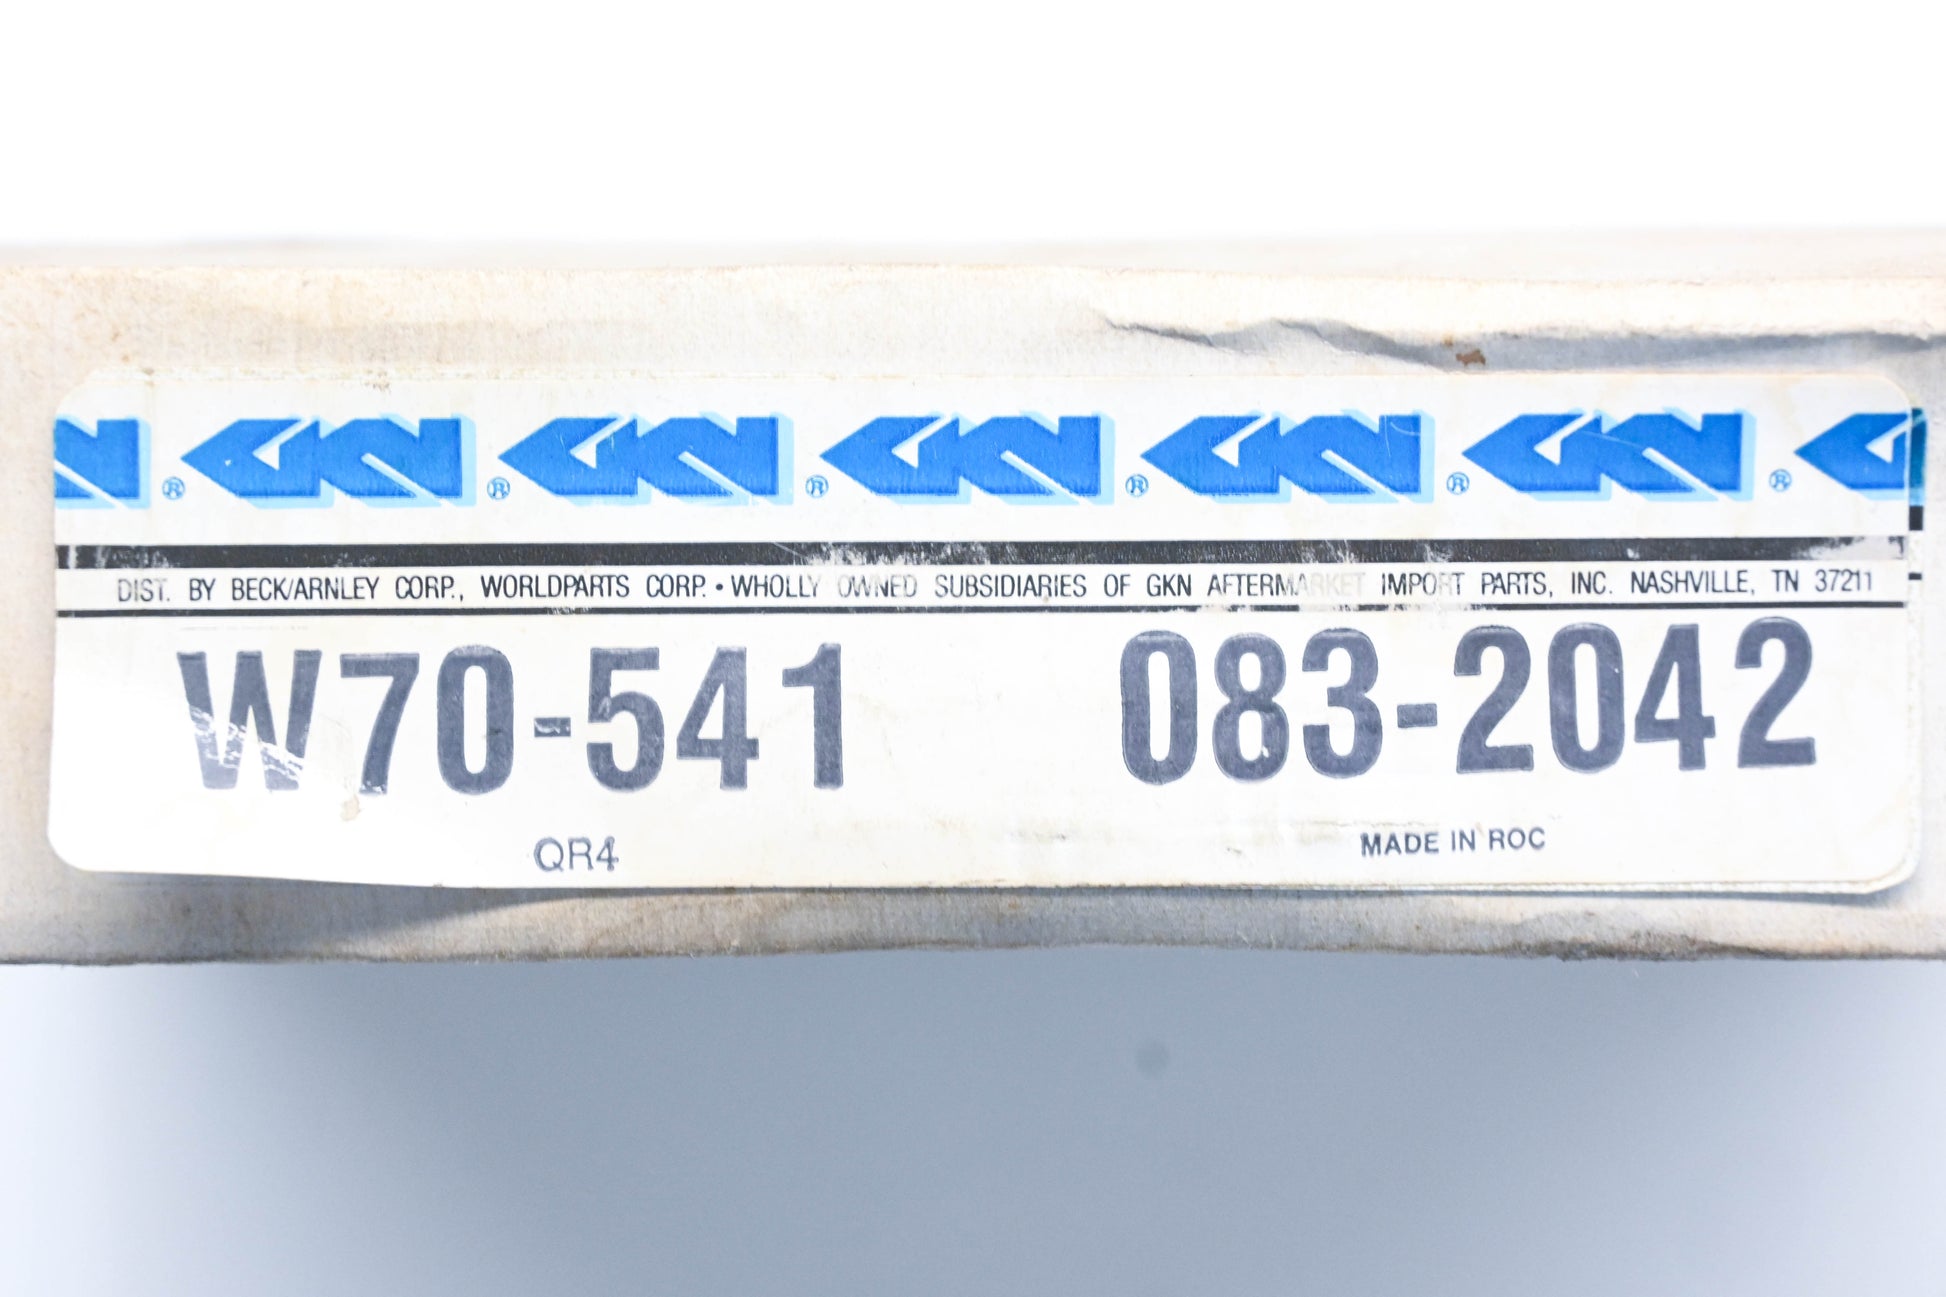 N® GKN® GKN® GKN® GKN® GKN® G
DIST. BY BECK/ARNLEY CORP., WORLDPARTS CORP. • WHOLLY OWNED SUBSIDIARIES OF GKN AFTERMARKET IMPORT PARTS, INC. NASHVILLE, TN 37211
W70-541 083-2042
QR4 MADE IN ROC